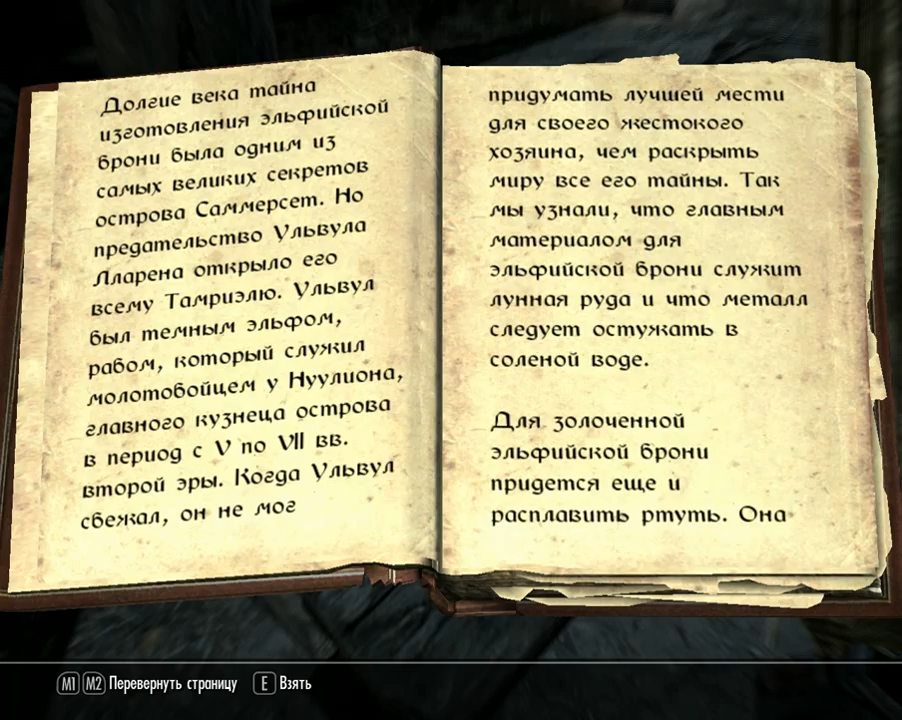 Долгие века тайна
изготовления эльфийской
брони была одним из
самых великих секретов
острова Саммерсет. Но
предательство Ульвула
Лларена открыло его
всему Тамриэлю. Ульвул
был темным эльфом,
рабом, который служил
молотобойцем у Нуулиона,
главного кузнеца острова
в период с V по VII вв.
второй эры. Когда Ульвул
сбежал, он не мог
придумать лучшей мести
для своего жестокого
хозяина, чем раскрыть
миру все его тайны. Так
мы узнали, что главным
материалом для
эльфийской брони служит
лунная руда и что металл
следует остужать в
соленой воде.
Для золоченной
эльфийской брони
придется еще и
расплавить ртуть. Она
M1 M2 Перевернуть страницу E Взять